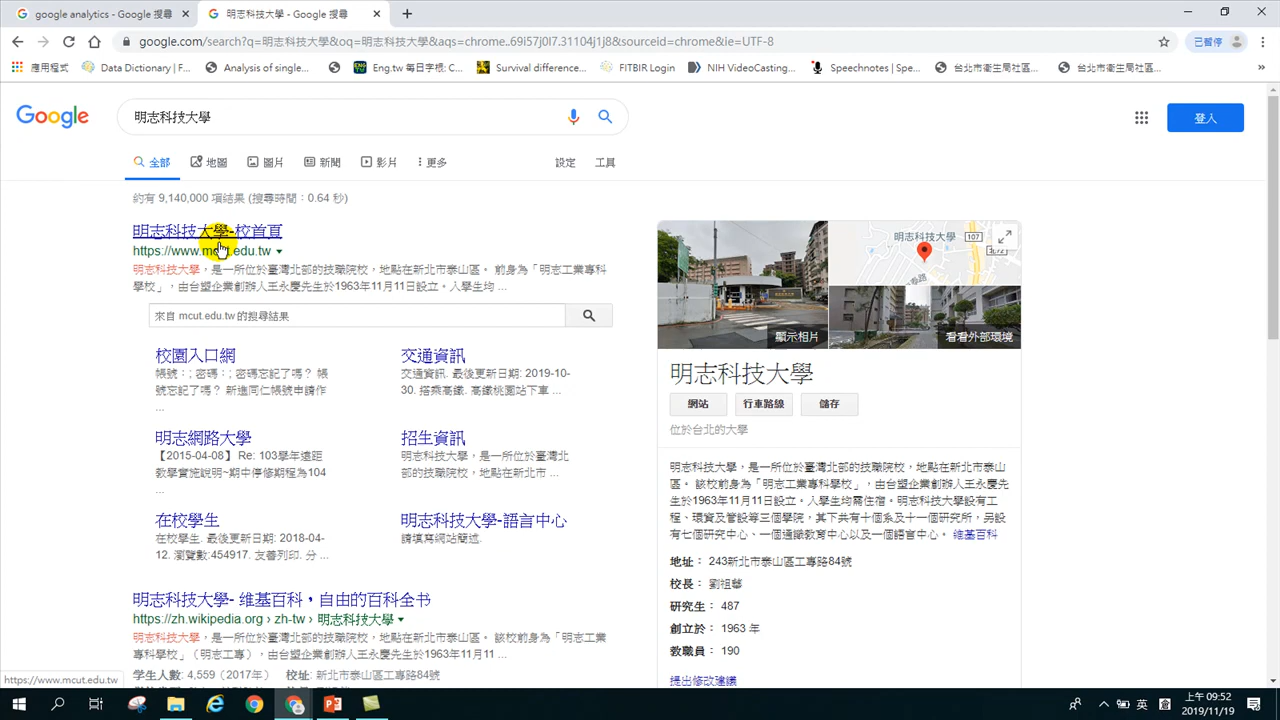 google analytics - Google 搜尋
明志科技大學 - Google 搜尋
google.com/search?q=明志科技大學&oq=明志科技大學&aqs=chrome..69i57j0l7.31104j1j8&sourceid=chrome&ie=UTF-8
已暫停
應用程式
Data Dictionary | F...
Analysis of single...
Eng.tw 每日字根: C...
Survival difference...
FITBIR Login
NIH VideoCasting...
Speechnotes | Spe...
台北市衛生局社區...
台北市衛生局社區...
Google
明志科技大學
登入
全部
地圖
圖片
新聞
影片
更多
設定
工具
約有 9,140,000 項結果 (搜尋時間：0.64 秒)
明志科技大學-校首頁
https://www.mcut.edu.tw
明志科技大學，是一所位於臺灣北部的技職院校，地點在新北市泰山區。 前身為「明志工業專科
學校」，由台塑企業創辦人王永慶先生於1963年11月11日設立。入學生均 ...
來自 mcut.edu.tw 的搜尋結果
校園入口網
帳號：; 密碼：; 密碼忘記了嗎？ 帳
號忘記了嗎？ 新進同仁帳號申請作
...
交通資訊
交通資訊. 最後更新日期: 2019-10-
30. 搭乘高鐵. 高鐵桃園站下車 ...
明志網路大學
【2015-04-08】 Re: 103學年遠距
教學實施說明~期中停修期程為104
...
招生資訊
明志科技大學，是一所位於臺灣北
部的技職院校，地點在新北市 ...
在校學生
在校學生. 最後更新日期: 2018-04-
12. 瀏覽數:454917. 友善列印. 分 ...
明志科技大學-語言中心
請填寫網站簡述.
明志科技大學- 維基百科，自由的百科全书
https://zh.wikipedia.org › zh-tw › 明志科技大學
明志科技大學，是一所位於臺灣北部的技職院校，地點在新北市泰山區。 該校前身為「明志工業
專科學校」（明志工專），由台塑企業創辦人王永慶先生於1963年11月11 ...
学生人數: 4,559（2017年） 校址: 新北市泰山區工專路84號
明志科技大學
107
顯示相片
看看外部環境
明志科技大學
網站
行車路線
儲存
位於台北的大學
明志科技大學，是一所位於臺灣北部的技職院校，地點在新北市泰山
區。 該校前身為「明志工業專科學校」，由台塑企業創辦人王永慶先
生於1963年11月11日設立。入學生均需住宿。明志科技大學設有工
程、環資及管設等三個學院，其下共有十個系及十一個研究所，另設
有七個研究中心、一個通識教育中心以及一個語言中心。 維基百科
地址： 243新北市泰山區工專路84號
校長： 劉祖華
研究生： 487
創立於： 1963 年
教職員： 190
提出修改建議
https://www.mcut.edu.tw
英
上午 09:52
2019/11/19